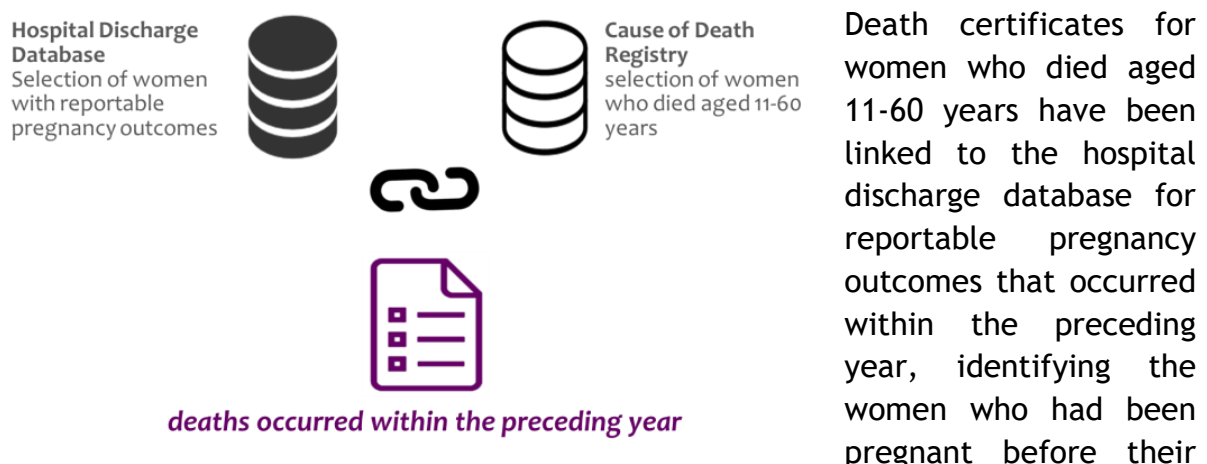 Hospital Discharge
Database
Selection of women
with reportable
pregnancy outcomes
Cause of Death
Registry
selection of women
who died aged 11-60
years
deaths occurred within the preceding year
Death certificates for
women who died aged
11-60 years have been
linked to the hospital
discharge database for
reportable pregnancy
outcomes that occurred
within the preceding
year, identifying the
women who had been
pregnant before their